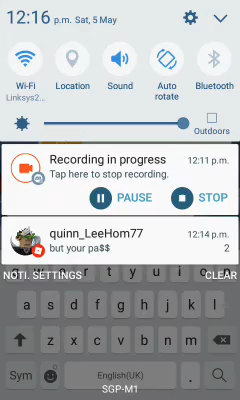 12:16 p.m. Sat, 5 May
Wi-Fi Location Sound Auto rotate Bluetooth
Linksys2...
Outdoors
Recording in progress 12:11 p.m.
Tap here to stop recording.
PAUSE STOP
quinn_LeeHom77 12:14 p.m.
but your pa$$ 2
NOTI. SETTINGS CLEAR
q w e r t y u i o p
a s d f g h j k l
z x c v b n m
Sym English(UK) .
SGP-M1